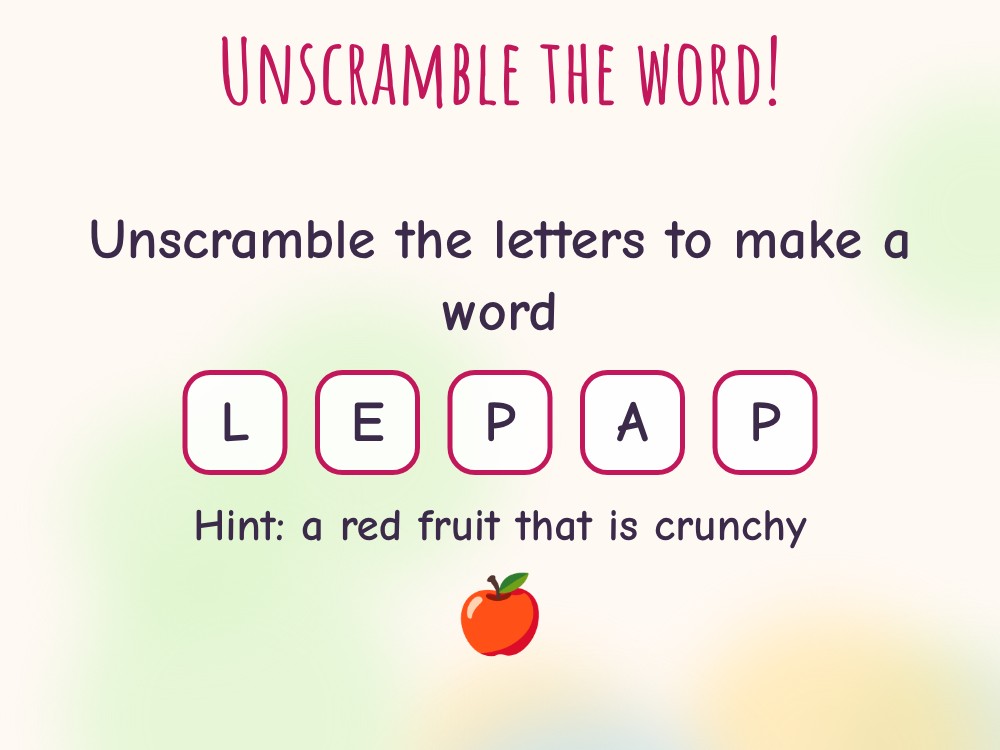 Unscramble the word!
Unscramble the letters to make a
word
L E P A P
Hint: a red fruit that is crunchy